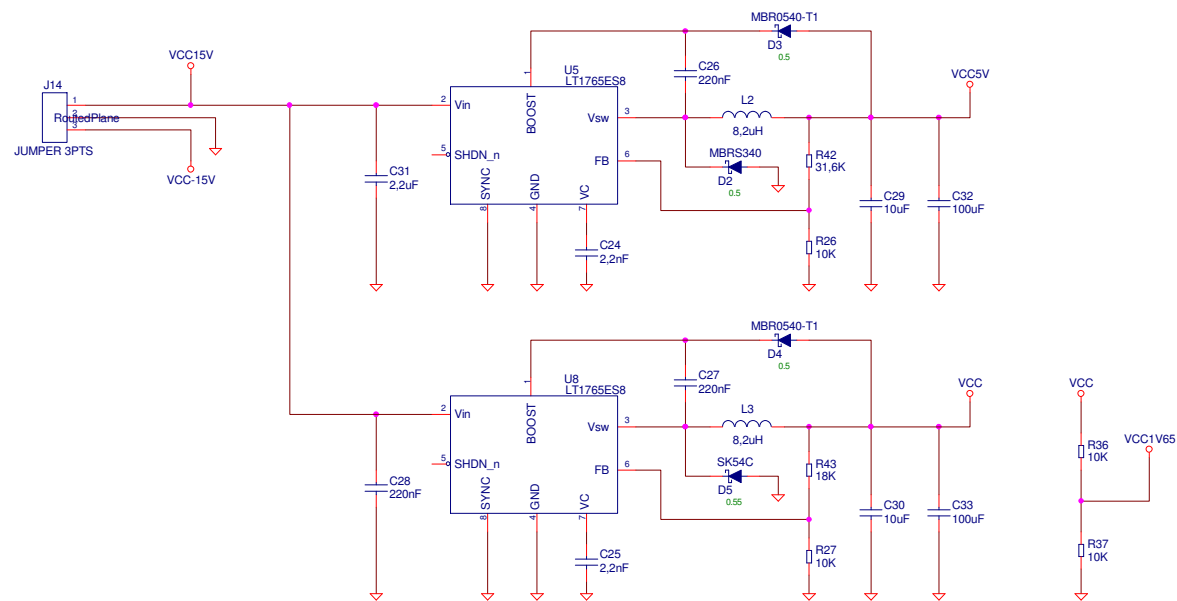 MBR0540-T1
D3
0.5
VCC15V
U5
LT1765ES8
C26
220nF
VCC5V
J14
1
2
3
RoutedPlane
JUMPER 3PTS
VCC-15V
2
Vin
1
BOOST
Vsw
3
L2
8,2uH
5
SHDN_n
FB
6
MBRS340
D2
0.5
R42
31,6K
C31
2,2uF
SYNC
GND
VC
8
4
7
C29
10uF
C32
100uF
C24
2,2nF
R26
10K
MBR0540-T1
D4
0.5
U8
LT1765ES8
C27
220nF
VCC
VCC
2
Vin
1
BOOST
Vsw
3
L3
8,2uH
R36
10K
VCC1V65
5
SHDN_n
FB
6
SK54C
D5
0.55
R43
18K
C28
220nF
SYNC
GND
VC
8
4
7
C30
10uF
C33
100uF
C25
2,2nF
R27
10K
R37
10K